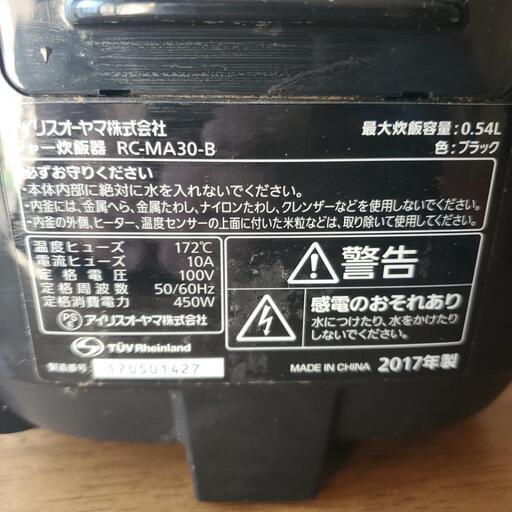 アイリスオーヤマ株式会社
ジャー炊飯器 RC-MA30-B
最大炊飯容量:0.54L
色:ブラック
必ずお守りください
・本体内部に絶対に水を入れないでください。
・内釜には、金属へら、金属たわし、ナイロンたわし、クレンザーなどを使用しないでください。
・内釜の外側、ヒーター、温度センサーの上面に付いた米粒などは、取り除いて使用してください。
温度ヒューズ 172℃
電流ヒューズ 10A
定格電圧 100V
定格周波数 50/60Hz
定格消費電力 450W
PS E アイリスオーヤマ株式会社
TÜV Rheinland
製造番号 170501427
警告
感電のおそれあり
水につけたり、水をかけたり
しないでください。
MADE IN CHINA 2017年製